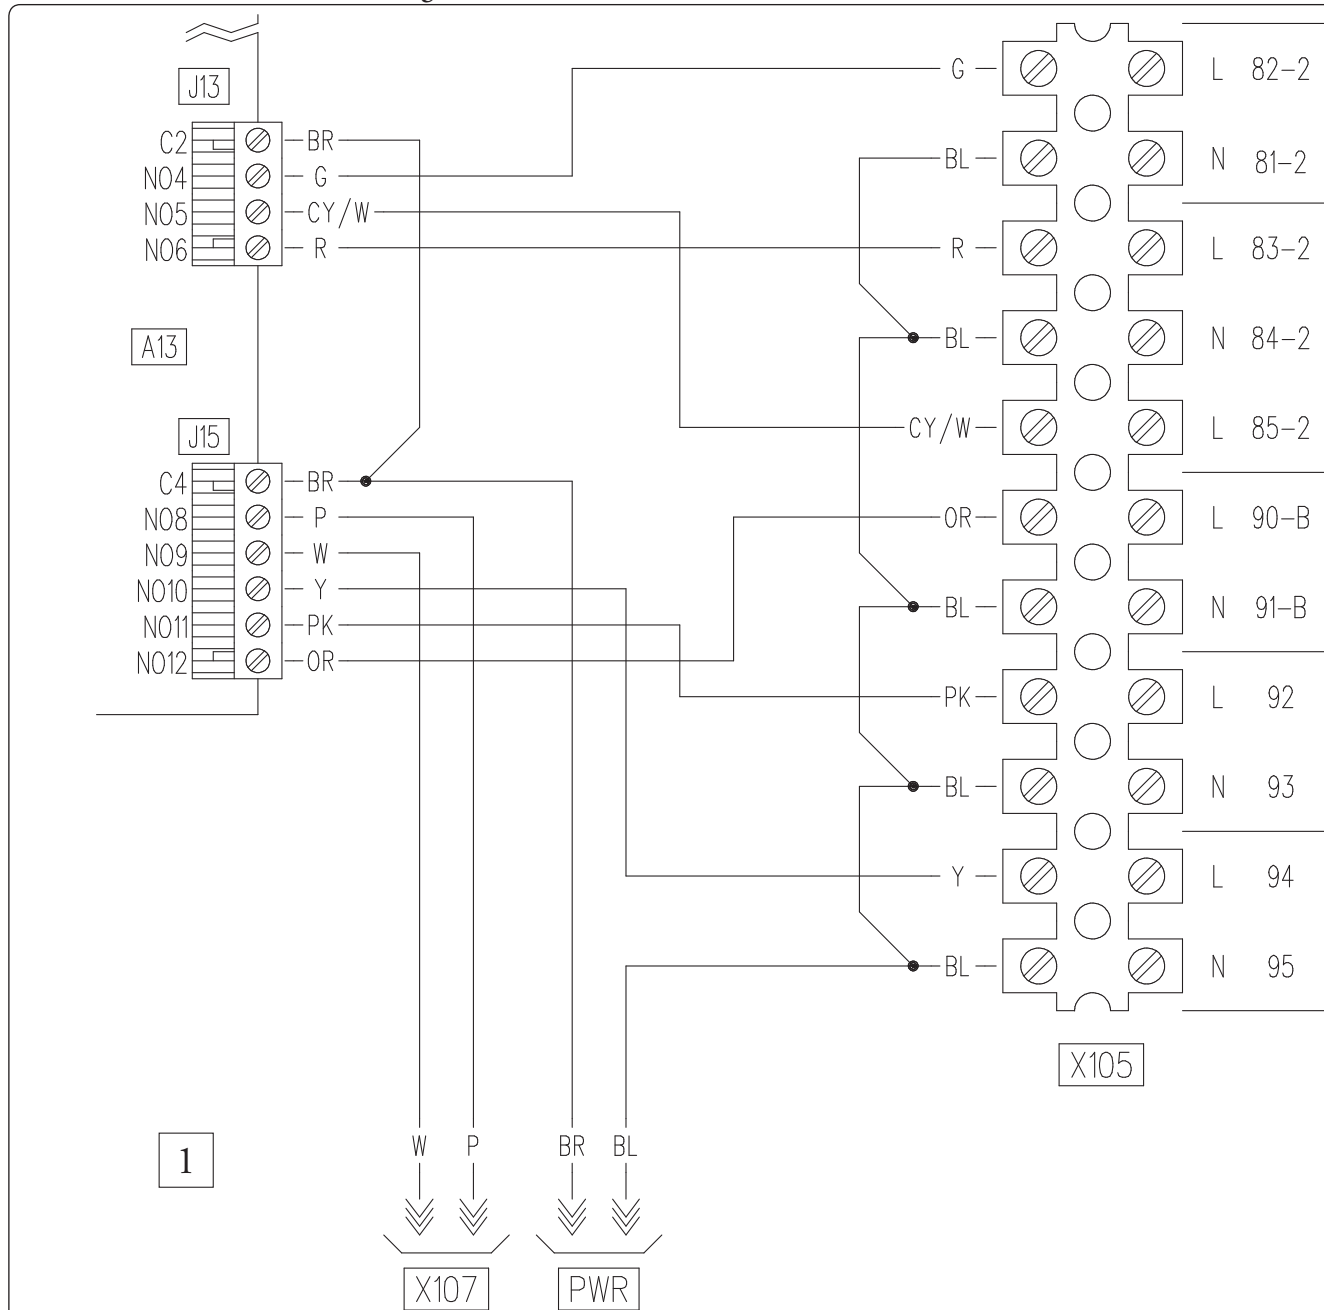 J13
C2 BR
NO4 G
NO5 CY/W
NO6 R
A13
J15
C4 BR
NO8 P
NO9 W
NO10 Y
NO11 PK
NO12 OR
G L 82-2
BL N 81-2
R L 83-2
BL N 84-2
CY/W L 85-2
OR L 90-B
BL N 91-B
PK L 92
BL N 93
Y L 94
BL N 95
X105
1
W P BR BL
X107 PWR